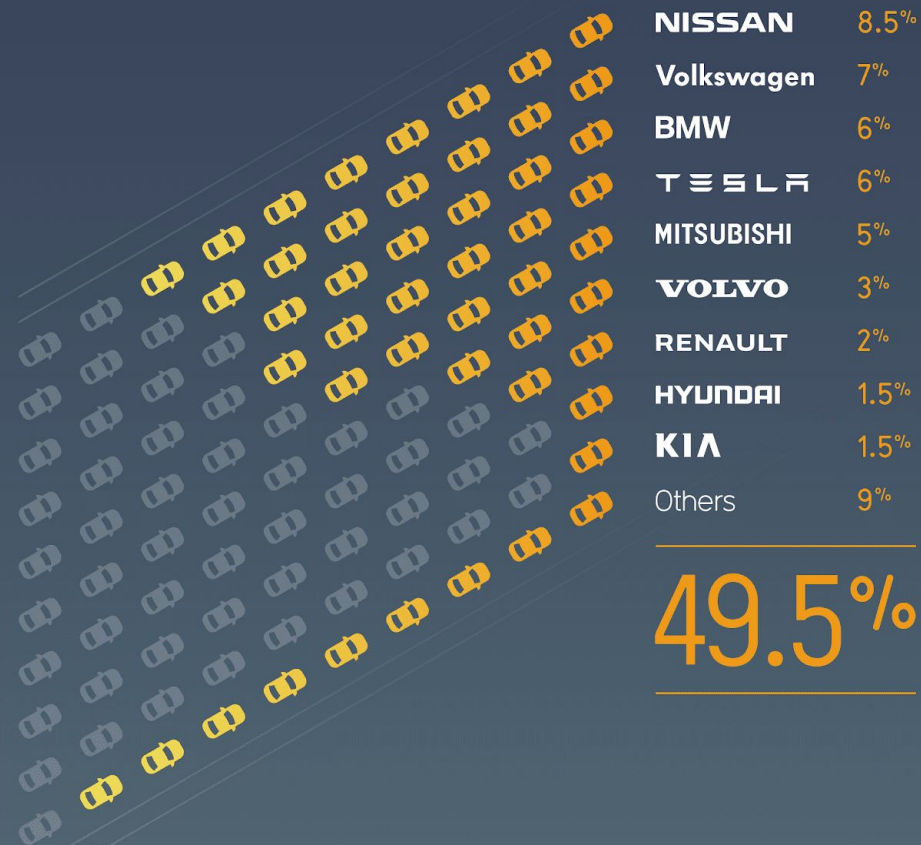 NISSAN 8.5%
Volkswagen 7%
BMW 6%
TESLA 6%
MITSUBISHI 5%
VOLVO 3%
RENAULT 2%
HYUNDAI 1.5%
KIA 1.5%
Others 9%
49.5%